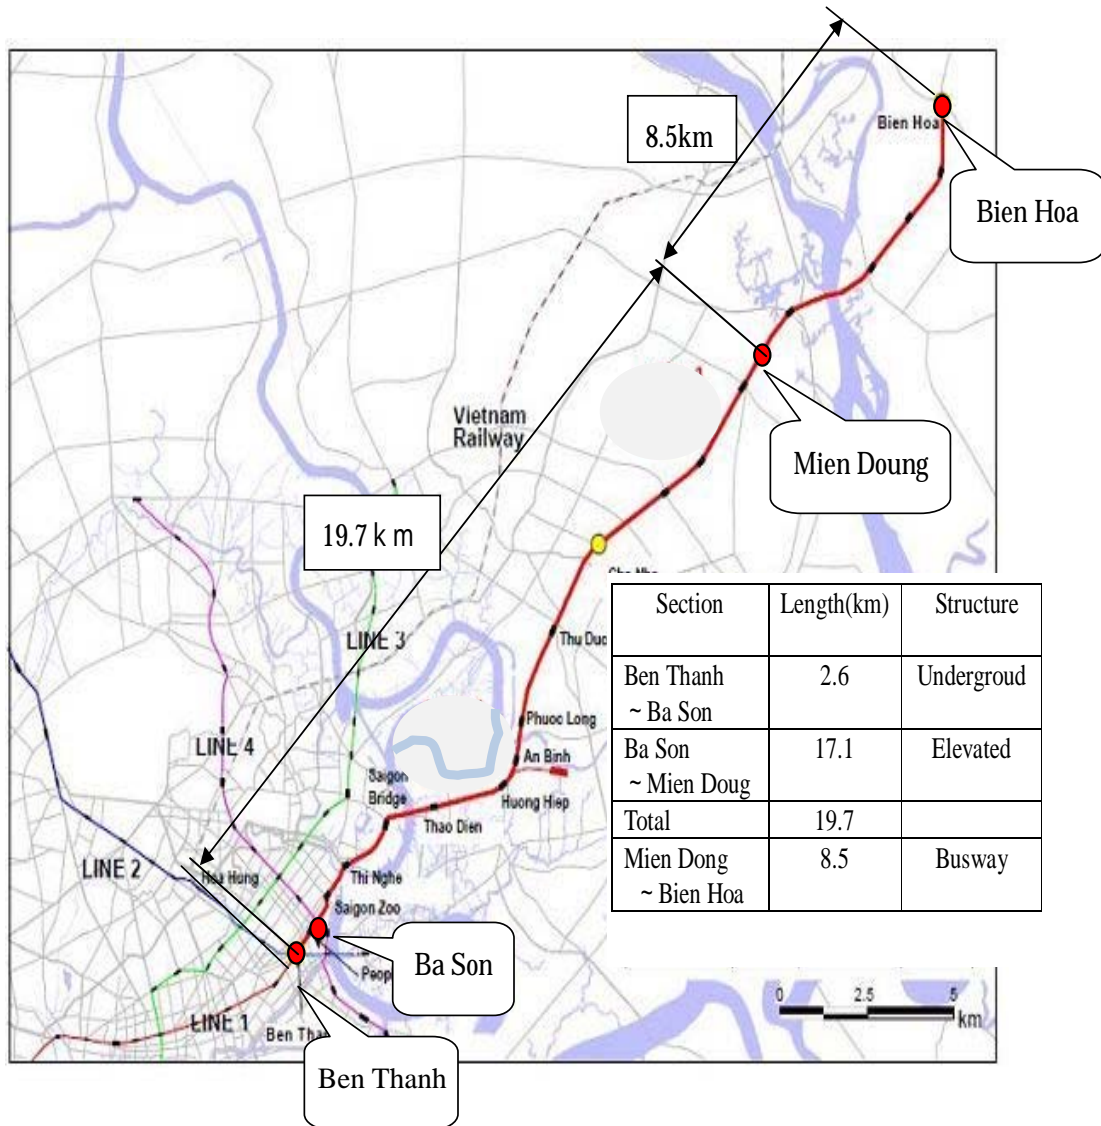 8.5km
Bien Hoa
Bien Hoa
Mien Doung
Vietnam
Railway
19.7 k m
LINE 3
Thu Duc
Phuoc Long
LINE 4
An Binh
Saigon
Bridge
Huong Hiep
Thao Dien
LINE 2
Hoa Hung
Thi Nghe
Saigon Zoo
Ba Son
LINE 1
Ben Thanh
Section Length(km) Structure
Ben Thanh 2.6 Undergroud
~ Ba Son
Ba Son 17.1 Elevated
~ Mien Doug
Total 19.7
Mien Dong 8.5 Busway
~ Bien Hoa
0 2.5 5
km